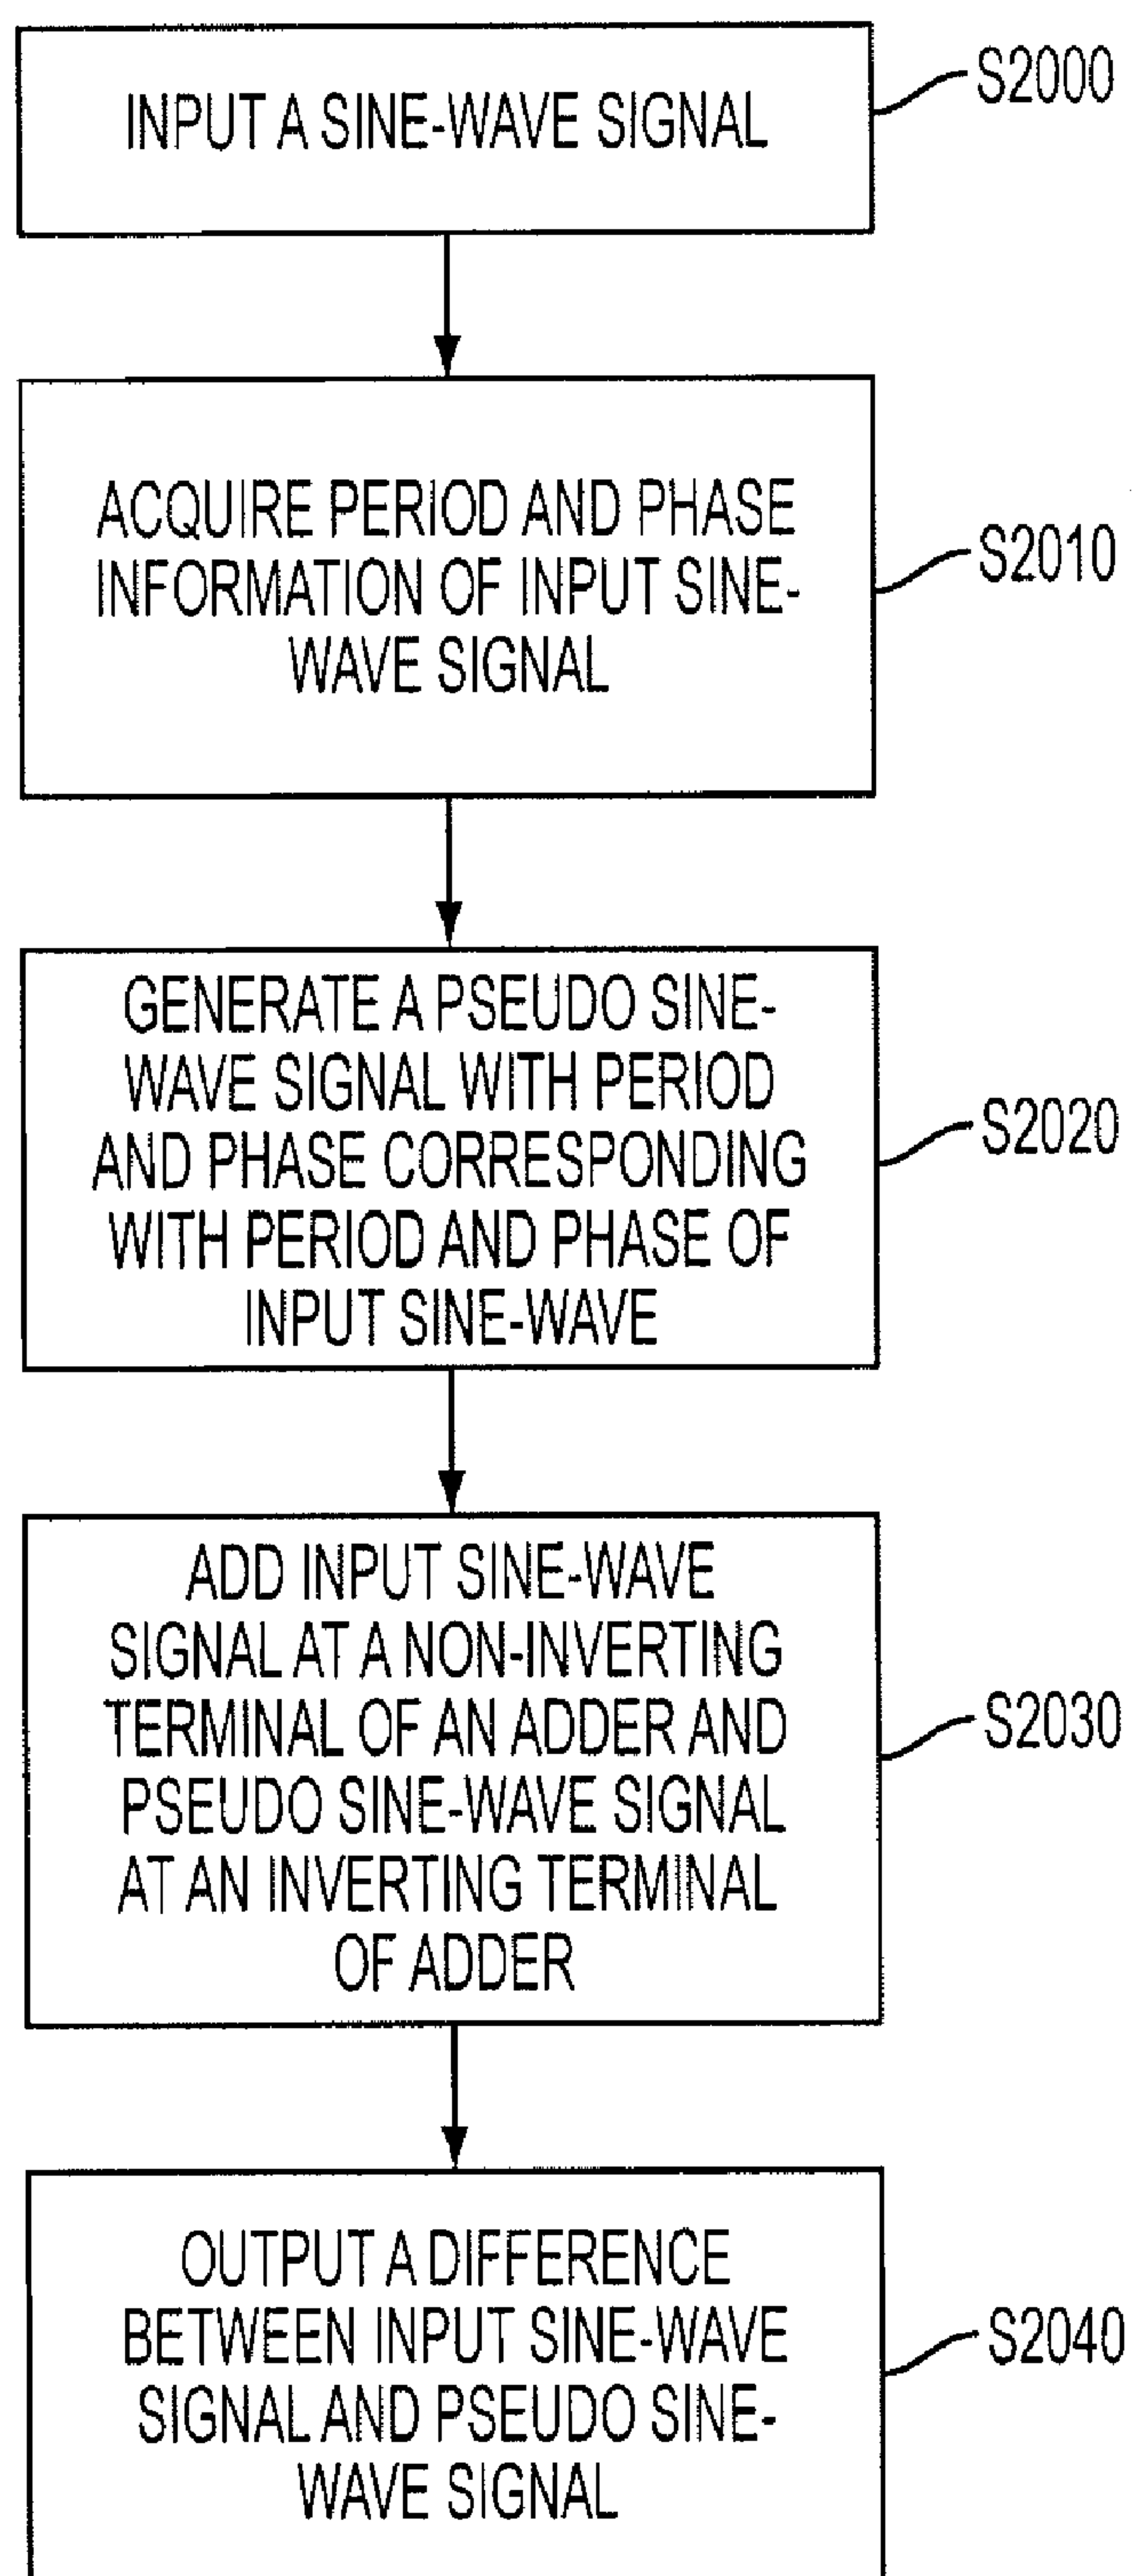 INPUT A SINE-WAVE SIGNAL
S2000
ACQUIRE PERIOD AND PHASE
INFORMATION OF INPUT SINE-
WAVE SIGNAL
S2010
GENERATE A PSEUDO SINE-
WAVE SIGNAL WITH PERIOD
AND PHASE CORRESPONDING
WITH PERIOD AND PHASE OF
INPUT SINE-WAVE
S2020
ADD INPUT SINE-WAVE
SIGNAL AT A NON-INVERTING
TERMINAL OF AN ADDER AND
PSEUDO SINE-WAVE SIGNAL
AT AN INVERTING TERMINAL
OF ADDER
S2030
OUTPUT A DIFFERENCE
BETWEEN INPUT SINE-WAVE
SIGNAL AND PSEUDO SINE-
WAVE SIGNAL
S2040